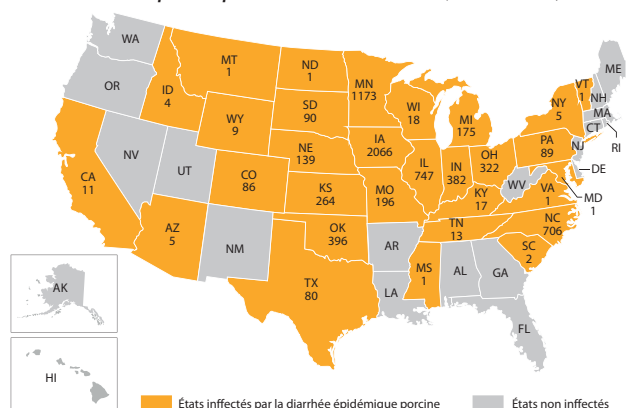 WA
OR
ID
4
MT
1
ND
1
MN
1173
WI
18
MI
175
VT
1
NH
ME
NY
5
MA
CT
RI
WY
9
SD
90
IA
2066
NE
139
NV
UT
CO
86
CA
11
AZ
5
NM
KS
264
MO
196
IL
747
IN
382
OH
322
PA
89
NJ
DE
MD
1
WV
VA
1
KY
17
NC
706
TN
13
SC
2
OK
396
AR
TX
80
LA
MS
1
AL
GA
FL
AK
HI
États inffectés par la diarrhée épidémique porcine
États non inffectés